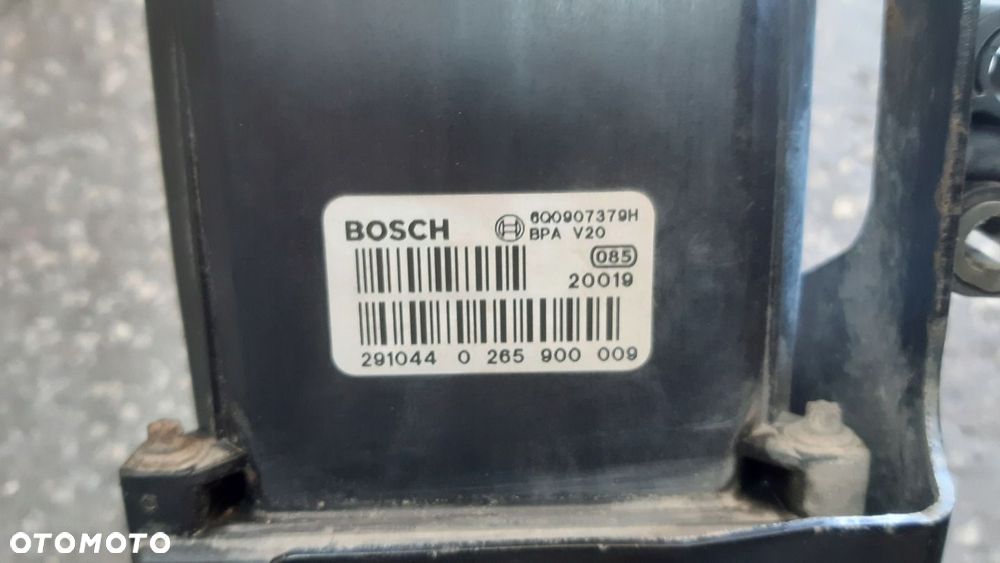 BOSCH
6Q0907379H
BPA V20
085
20019
291044 0 265 900 009
OTOMOTO